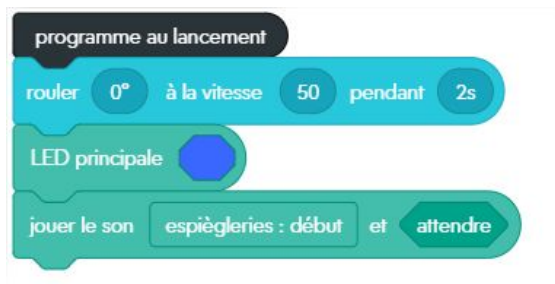 programme au lancement
rouler 0° à la vitesse 50 pendant 2s
LED principale
jouer le son espiègleries : début et attendre